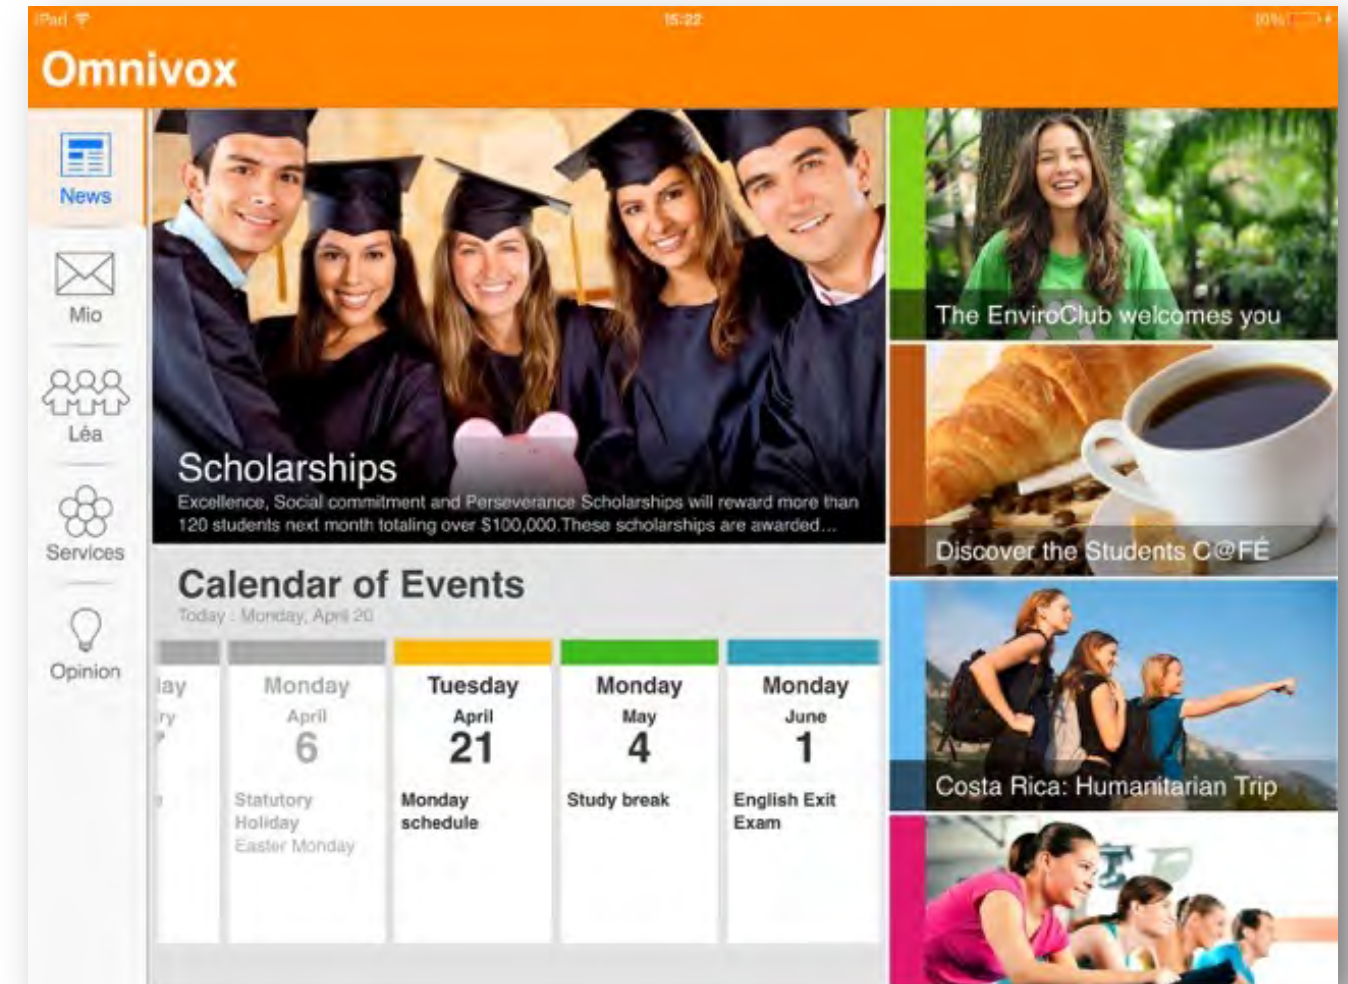 iPad
15:22
10%
Omnivox
News
Mio
Léa
Services
Opinion
Scholarships
Excellence, Social commitment and Perseverance Scholarships will reward more than
120 students next month totaling over $100,000.These scholarships are awarded...
The EnviroClub welcomes you
Discover the Students C@FÉ
Costa Rica: Humanitarian Trip
Calendar of Events
Today : Monday, April 20
Monday
April
6
Statutory
Holiday
Easter Monday
Tuesday
April
21
Monday
schedule
Monday
May
4
Study break
Monday
June
1
English Exit
Exam